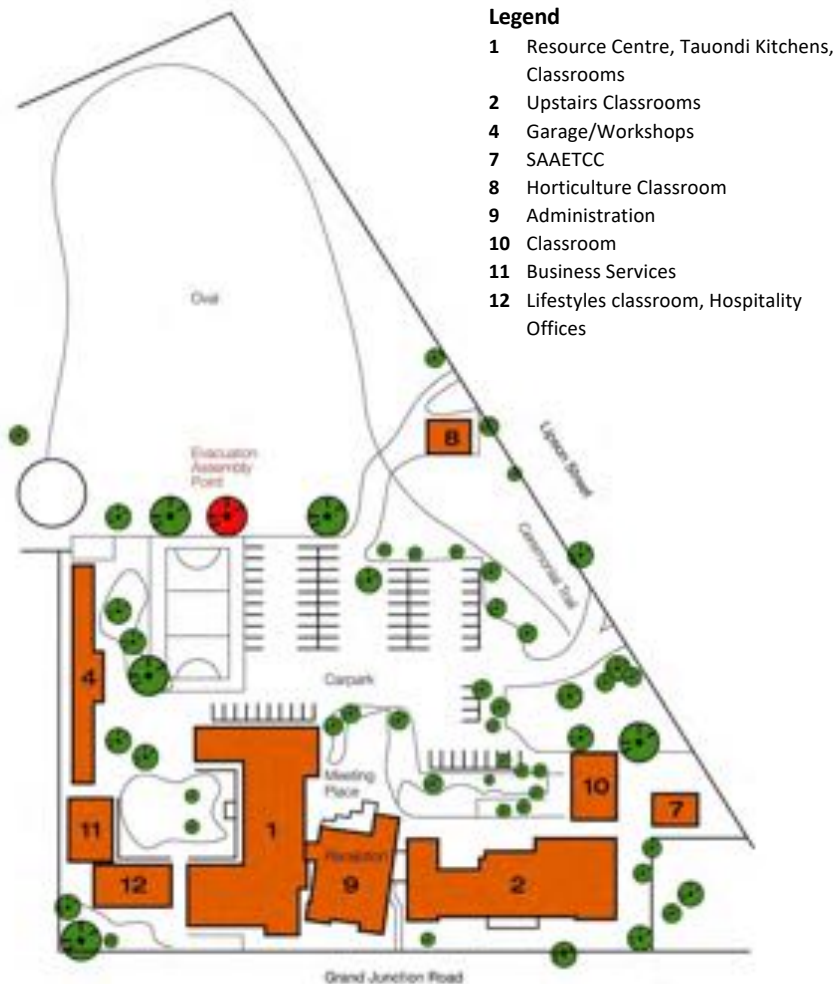 Legend
1 Resource Centre, Tauondi Kitchens,
Classrooms
2 Upstairs Classrooms
4 Garage/Workshops
7 SAAETCC
8 Horticulture Classroom
9 Administration
10 Classroom
11 Business Services
12 Lifestyles classroom, Hospitality
Offices
Oval
8
Lipson Street
Evacuation
Assembly
Point
Ceremonial Trail
4
Carpark
Meeting
Place
10
7
11
1
Reception
12
9
2
Grand Junction Road